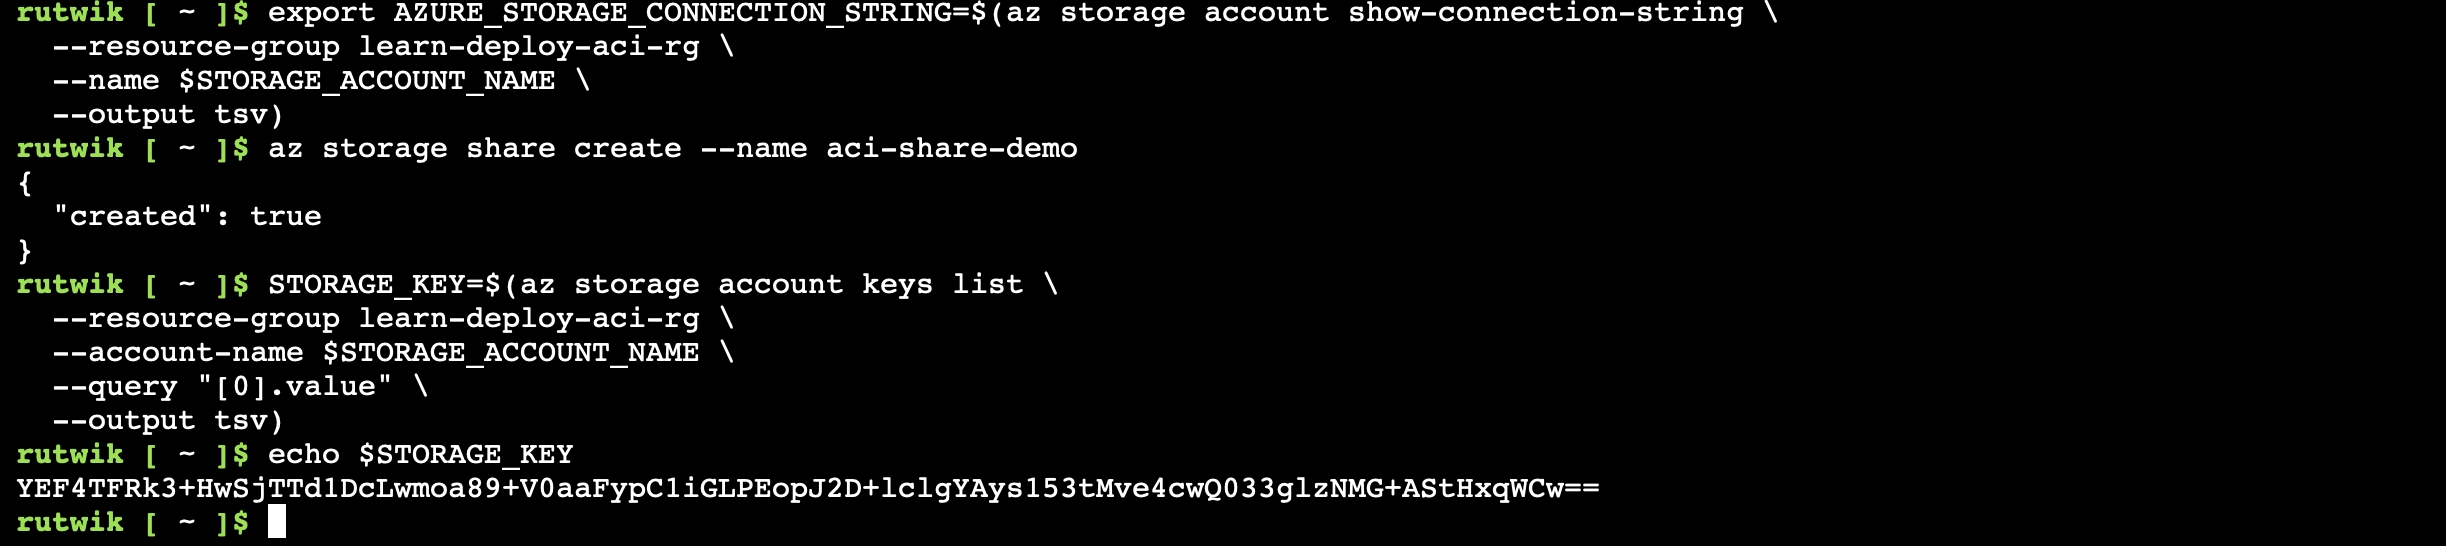 rutwik [ ~ ]$ export AZURE_STORAGE_CONNECTION_STRING=$(az storage account show-connection-string \
  --resource-group learn-deploy-aci-rg \
  --name $STORAGE_ACCOUNT_NAME \
  --output tsv)
rutwik [ ~ ]$ az storage share create --name aci-share-demo
{
  "created": true
}
rutwik [ ~ ]$ STORAGE_KEY=$(az storage account keys list \
  --resource-group learn-deploy-aci-rg \
  --account-name $STORAGE_ACCOUNT_NAME \
  --query "[0].value" \
  --output tsv)
rutwik [ ~ ]$ echo $STORAGE_KEY
YEF4TFRk3+HwSjTTd1DcLwmoa89+V0aaFypC1iGLPEopJ2D+lclgYAys153tMve4cwQ033glzNMG+AStHxqWCw==
rutwik [ ~ ]$